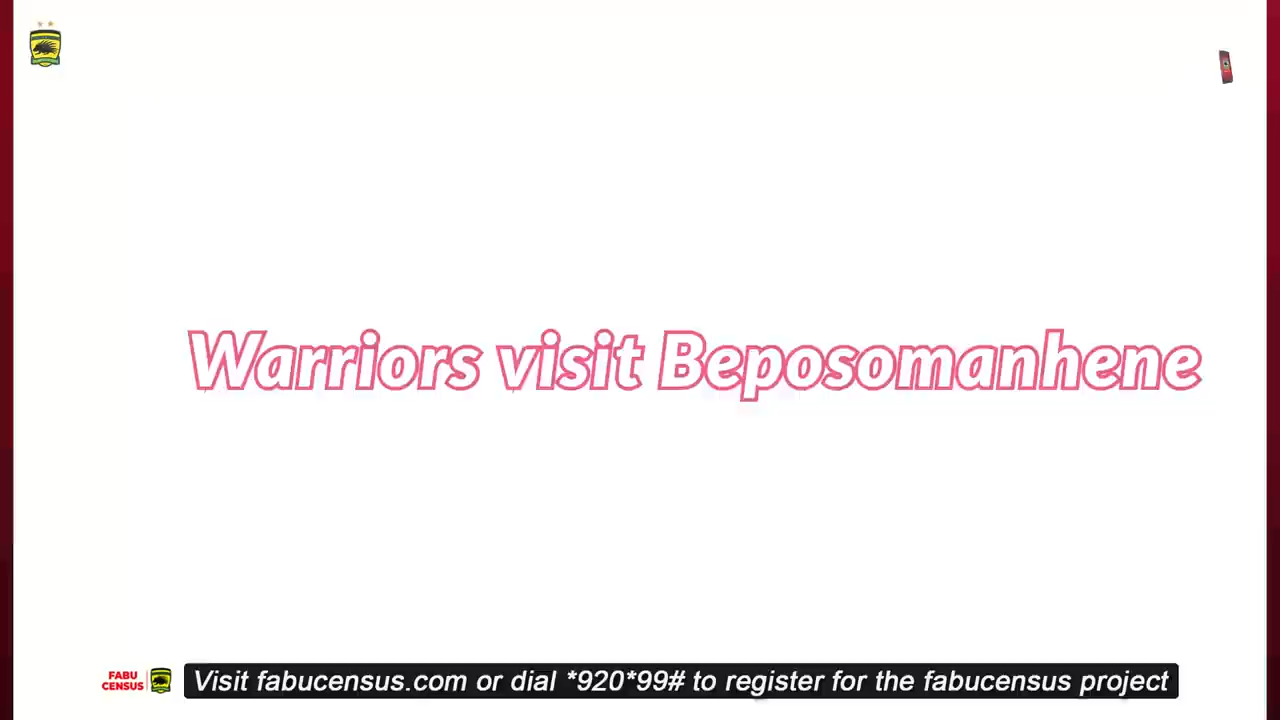 Warriors visit Beposomanhene
FABU
CENSUS
Visit fabucensus.com or dial *920*99# to register for the fabucensus project